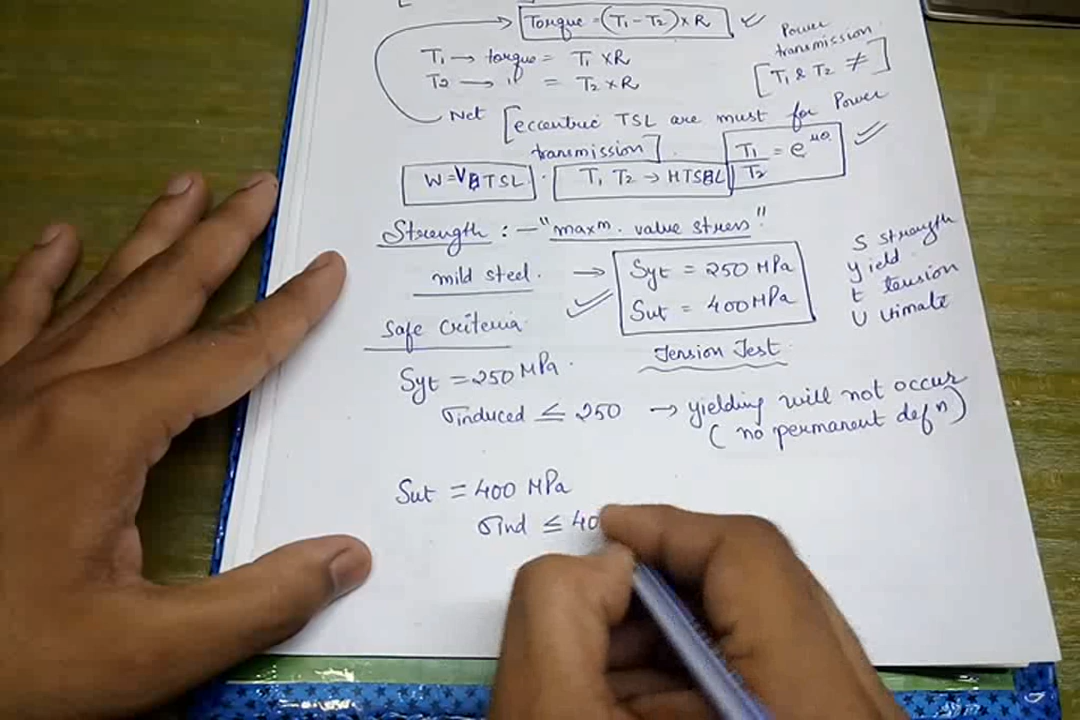 Torque = (T1 - T2) × R
Power
transmission
[T1 & T2 ≠]
T1 → torque = T1 × R
T2 → 11 = T2 × R
Net [eccentric TSL are must for Power
transmission].
T1/T2 = e^μθ
W = VBTSL . T1 T2 → HTSBL
Strength : - "maxm. value stress"
mild steel. → Syt = 250 MPa
Sut = 400 MPa
S strength
y ield
t tension
U ltimate
Safe Criteria
Tension Test
Syt = 250 MPa.
σinduced ≤ 250 → yielding will not occur
(no permanent defn)
Sut = 400 MPa
σind ≤ 40